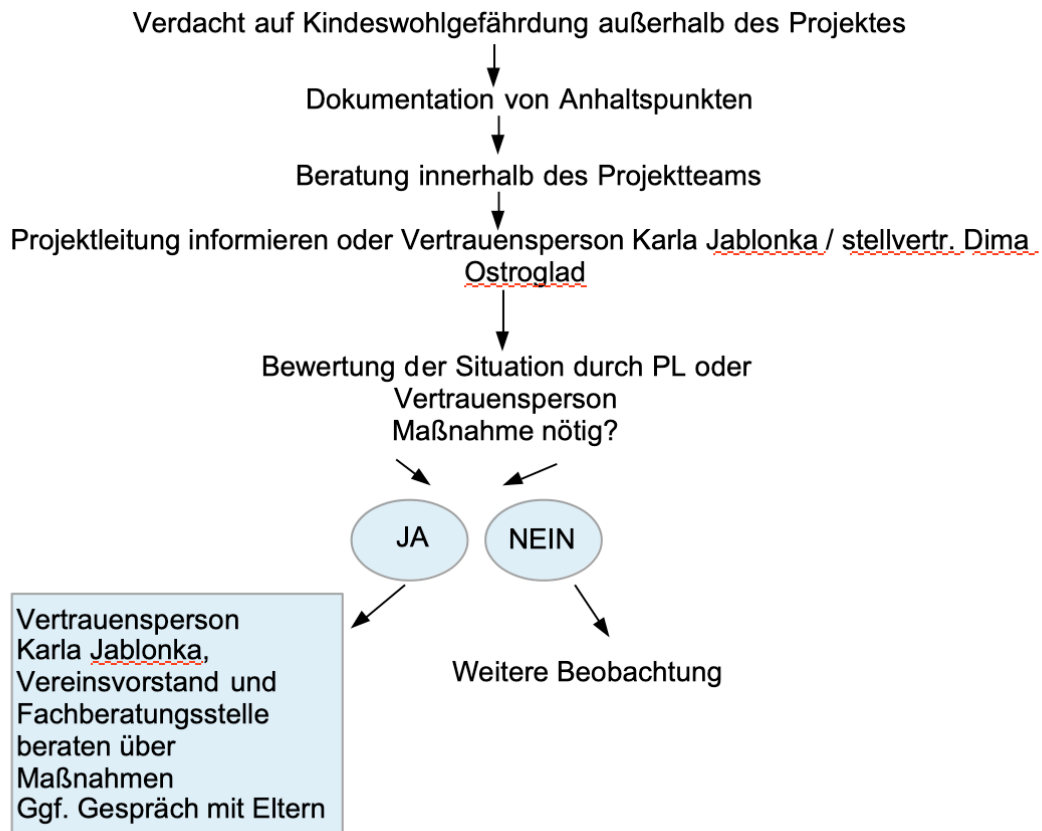 Verdacht auf Kindeswohlgefährdung außerhalb des Projektes
Dokumentation von Anhaltspunkten
Beratung innerhalb des Projektteams
Projektleitung informieren oder Vertrauensperson Karla Jablonka / stellvertr. Dima
Ostroglad
Bewertung der Situation durch PL oder
Vertrauensperson
Maßnahme nötig?
JA
NEIN
Vertrauensperson
Karla Jablonka,
Vereinsvorstand und
Fachberatungsstelle
beraten über
Maßnahmen
Ggf. Gespräch mit Eltern
Weitere Beobachtung